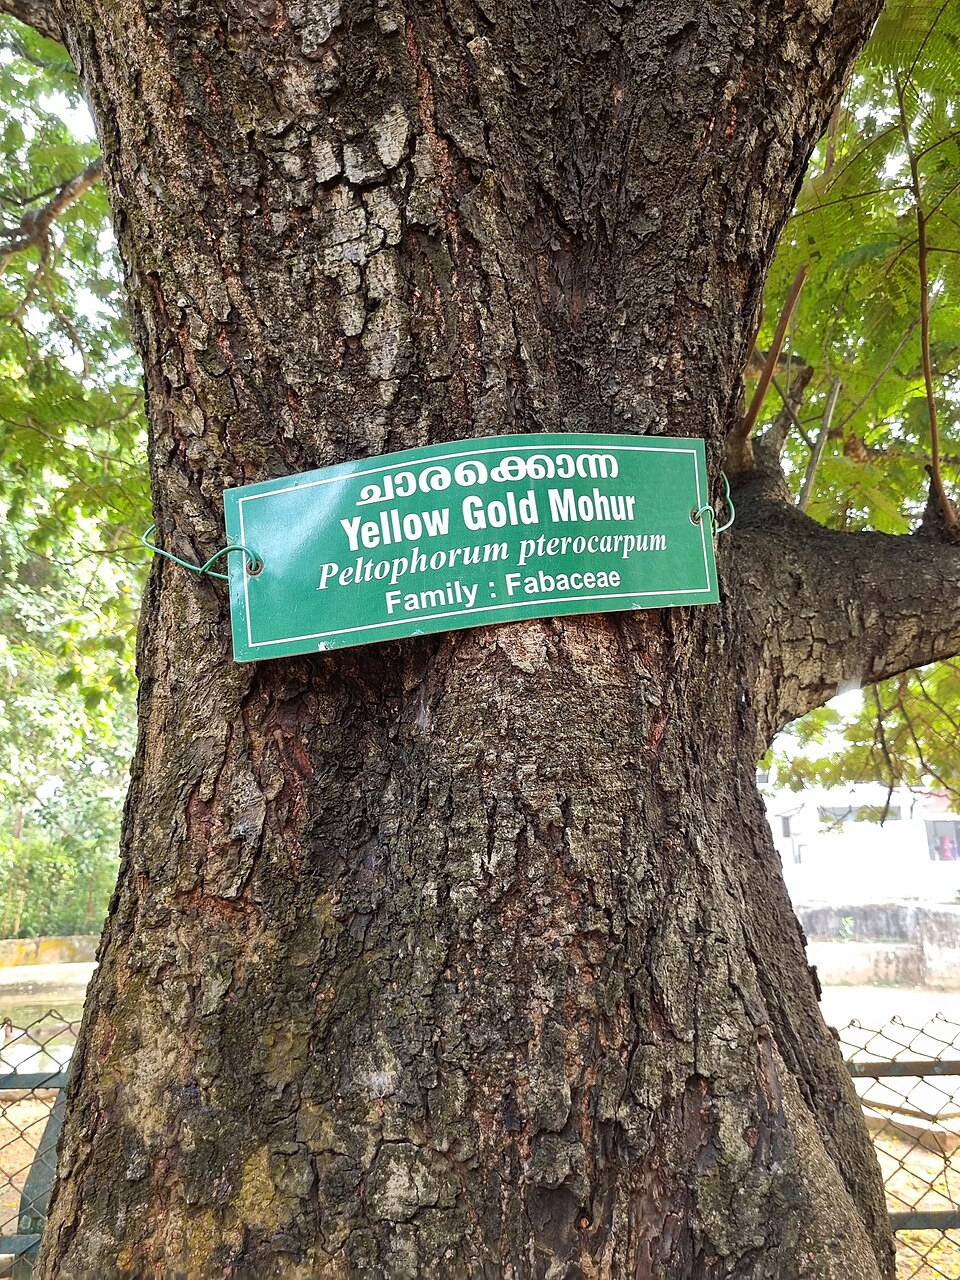 ചാരക്കൊന്ന
Yellow Gold Mohur
Peltophorum pterocarpum
Family : Fabaceae